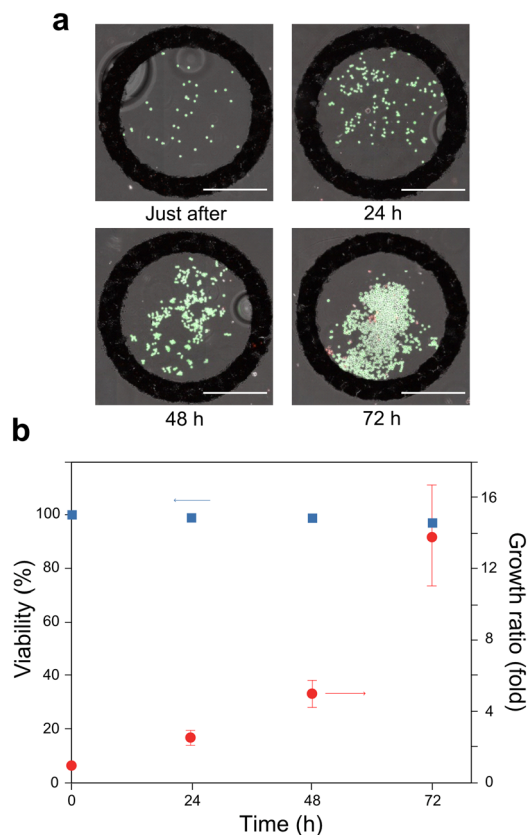 a
Just after
24 h
48 h
72 h
b
Viability (%)
100
80
60
40
20
0
Growth ratio (fold)
16
12
8
4
0
0
24
48
72
Time (h)